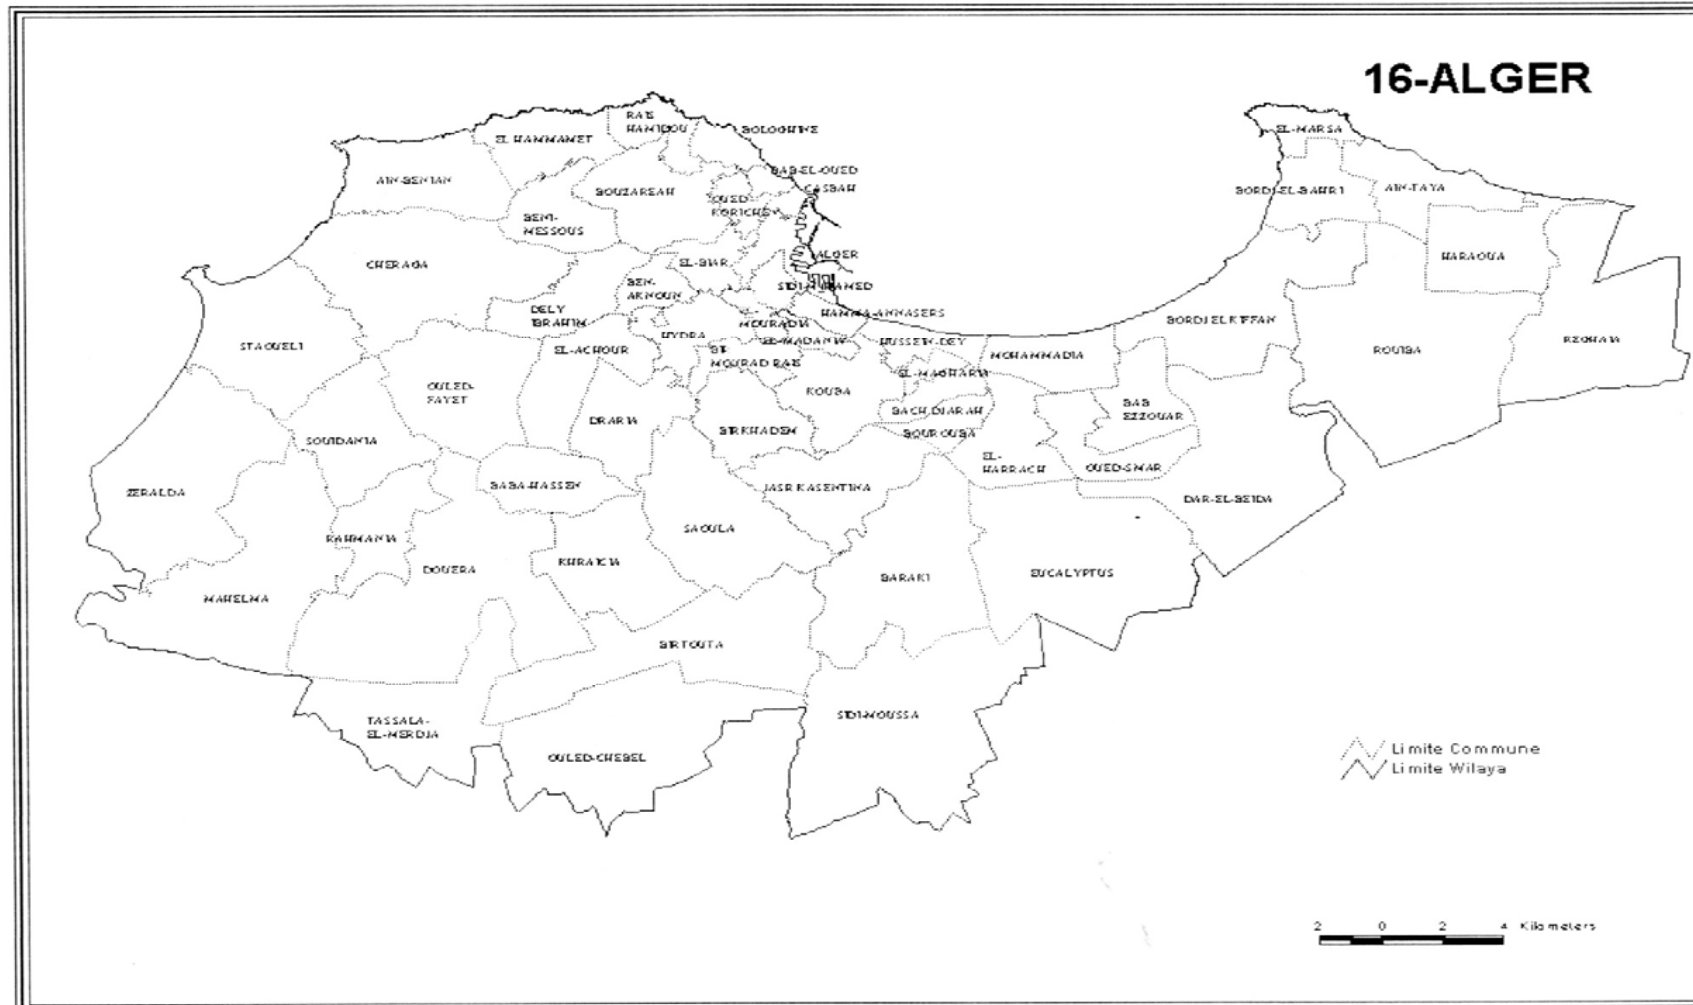 16-ALGER
RAIS
HAMIDOU
BOLOGHINE
EL HAMMAMET
EL-MARSA
AIN-BENIAN
BOUZAREAH
BAB-EL-OUED
CASBAH
OUED-
KORICHE
BORDJ-EL-BAHRI
AIN-TAYA
BENI-
MESSOUS
CHERAGA
EL-BIAR
ALGER
HARAOUA
BEN-
AKNOUN
SIDI-M'HAMED
DELY
IBRAHIM
HAMMA-ANNASERS
MOURADIA
BORDJ EL KIFFAN
STAOUELI
EL-ACHOUR
HYDRA
EL-MADANIA
HUSSEIN-DEY
MOHAMMADIA
ROUIBA
REGHAIA
BIR
MOURAD RAIS
EL-MAGHARIA
OULED-
FAYET
KOUBA
BACH DJARAH
BAB
EZZOUAR
DRARIA
BIRKHADEM
BOUROUBA
SOUIDANIA
EL-
HARRACH
OUED-SMAR
ZERALDA
BABA-HASSEN
JASR KASENTINA
DAR-EL-BEIDA
SAOULA
RAHMANIA
DOUERA
KHRAICIA
BARAKI
EUCALYPTUS
MAHELMA
BIRTOUTA
TASSALA-
EL-MERDJA
SIDI-MOUSSA
OULED-CHEBEL
Limite Commune
Limite Wilaya
2 0 2 4 Kilometers